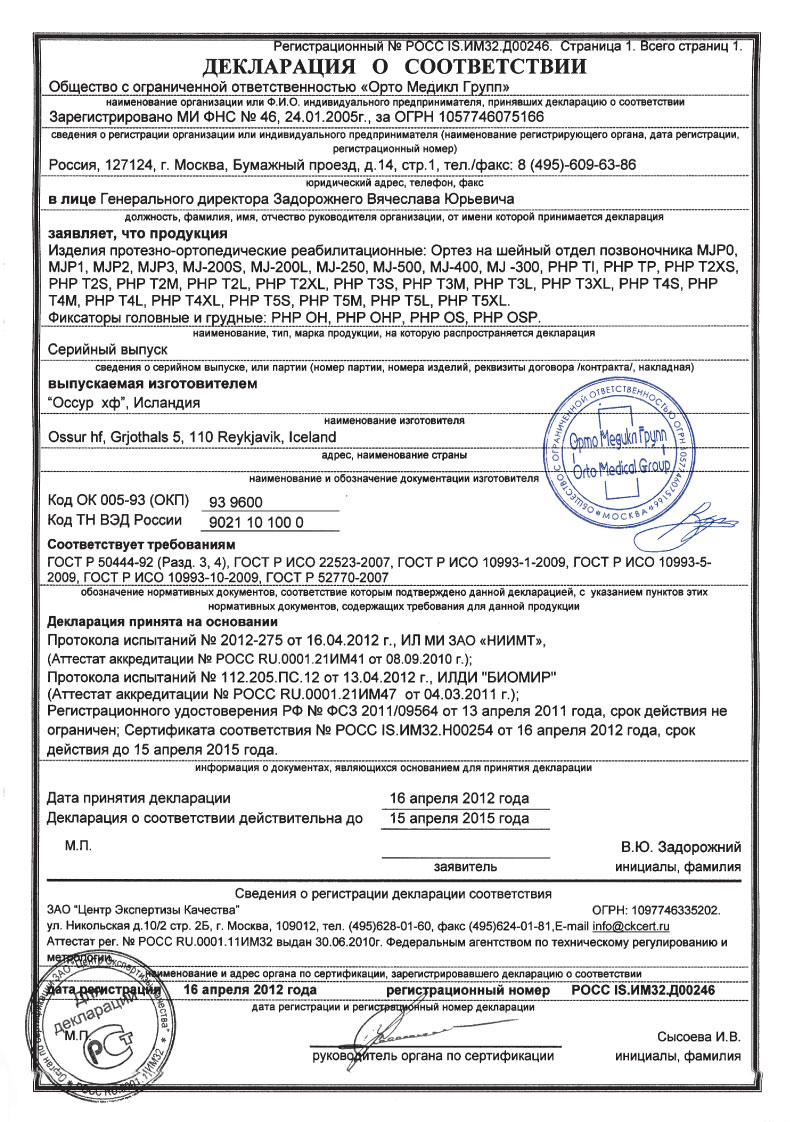 Регистрационный № РОСС IS.ИМ32.Д00246. Страница 1. Всего страниц 1.
ДЕКЛАРАЦИЯ О СООТВЕТСТВИИ
Общество с ограниченной ответственностью «Орто Медикл Групп»
наименование организации или Ф.И.О. индивидуального предпринимателя, принявших декларацию о соответствии
Зарегистрировано МИ ФНС № 46, 24.01.2005г., за ОГРН 1057746075166
сведения о регистрации организации или индивидуального предпринимателя (наименование регистрирующего органа, дата регистрации,
регистрационный номер)
Россия, 127124, г. Москва, Бумажный проезд, д.14, стр.1, тел./факс: 8 (495)-609-63-86
юридический адрес, телефон, факс
в лице Генерального директора Задорожнего Вячеслава Юрьевича
должность, фамилия, имя, отчество руководителя организации, от имени которой принимается декларация
заявляет, что продукция
Изделия протезно-ортопедические реабилитационные: Ортез на шейный отдел позвоночника MJP0,
MJP1, MJP2, MJP3, MJ-200S, MJ-200L, MJ-250, MJ-500, MJ-400, MJ -300, PHP TI, PHP TP, PHP T2XS,
PHP T2S, PHP T2M, PHP T2L, PHP T2XL, PHP T3S, PHP T3M, PHP T3L, PHP T3XL, PHP T4S, PHP
T4M, PHP T4L, PHP T4XL, PHP T5S, PHP T5M, PHP T5L, PHP T5XL.
Фиксаторы головные и грудные: PHP OH, PHP OHP, PHP OS, PHP OSP.
наименование, тип, марка продукции, на которую распространяется декларация
Серийный выпуск
сведения о серийном выпуске, или партии (номер партии, номера изделий, реквизиты договора /контракта/, накладная)
выпускаемая изготовителем
“Оссур хф”, Исландия
наименование изготовителя
Ossur hf, Grjothals 5, 110 Reykjavik, Iceland
адрес, наименование страны
наименование и обозначение документации изготовителя
ОБЩЕСТВО С ОГРАНИЧЕННОЙ ОТВЕТСТВЕННОСТЬЮ ОГРН 1057746075166
Орто Медикл Групп
Orto Medical Group
* МОСКВА *
Код ОК 005-93 (ОКП) 93 9600
Код ТН ВЭД России 9021 10 100 0
Соответствует требованиям
ГОСТ Р 50444-92 (Разд. 3, 4), ГОСТ Р ИСО 22523-2007, ГОСТ Р ИСО 10993-1-2009, ГОСТ Р ИСО 10993-5-
2009, ГОСТ Р ИСО 10993-10-2009, ГОСТ Р 52770-2007
обозначение нормативных документов, соответствие которым подтверждено данной декларацией, с указанием пунктов этих
нормативных документов, содержащих требования для данной продукции
Декларация принята на основании
Протокола испытаний № 2012-275 от 16.04.2012 г., ИЛ МИ ЗАО «НИИМТ»,
(Аттестат аккредитации № РОСС RU.0001.21ИМ41 от 08.09.2010 г.);
Протокола испытаний № 112.205.ПС.12 от 13.04.2012 г., ИЛДИ "БИОМИР"
(Аттестат аккредитации № РОСС RU.0001.21ИМ47 от 04.03.2011 г.);
Регистрационного удостоверения РФ № ФСЗ 2011/09564 от 13 апреля 2011 года, срок действия не
ограничен; Сертификата соответствия № РОСС IS.ИМ32.Н00254 от 16 апреля 2012 года, срок
действия до 15 апреля 2015 года.
информация о документах, являющихся основанием для принятия декларации
Дата принятия декларации 16 апреля 2012 года
Декларация о соответствии действительна до 15 апреля 2015 года
М.П. В.Ю. Задорожний
заявитель инициалы, фамилия
Сведения о регистрации декларации соответствия
ЗАО "Центр Экспертизы Качества" ОГРН: 1097746335202.
ул. Никольская д.10/2 стр. 2Б, г. Москва, 109012, тел. (495)628-01-60, факс (495)624-01-81,E-mail info@ckcert.ru
Аттестат рег. № РОСС RU.0001.11ИМ32 выдан 30.06.2010г. Федеральным агентством по техническому регулированию и
метрологии.
наименование и адрес органа по сертификации, зарегистрировавшего декларацию о соответствии
дата регистрации 16 апреля 2012 года регистрационный номер РОСС IS.ИМ32.Д00246
дата регистрации и регистрационный номер декларации
М.П. Сысоева И.В.
руководитель органа по сертификации инициалы, фамилия
Орган по сертификации ЗАО "Центр Экспертизы Качества"
Для
декларации
РСТ
* РОСС RU.0001.11ИМ32 *